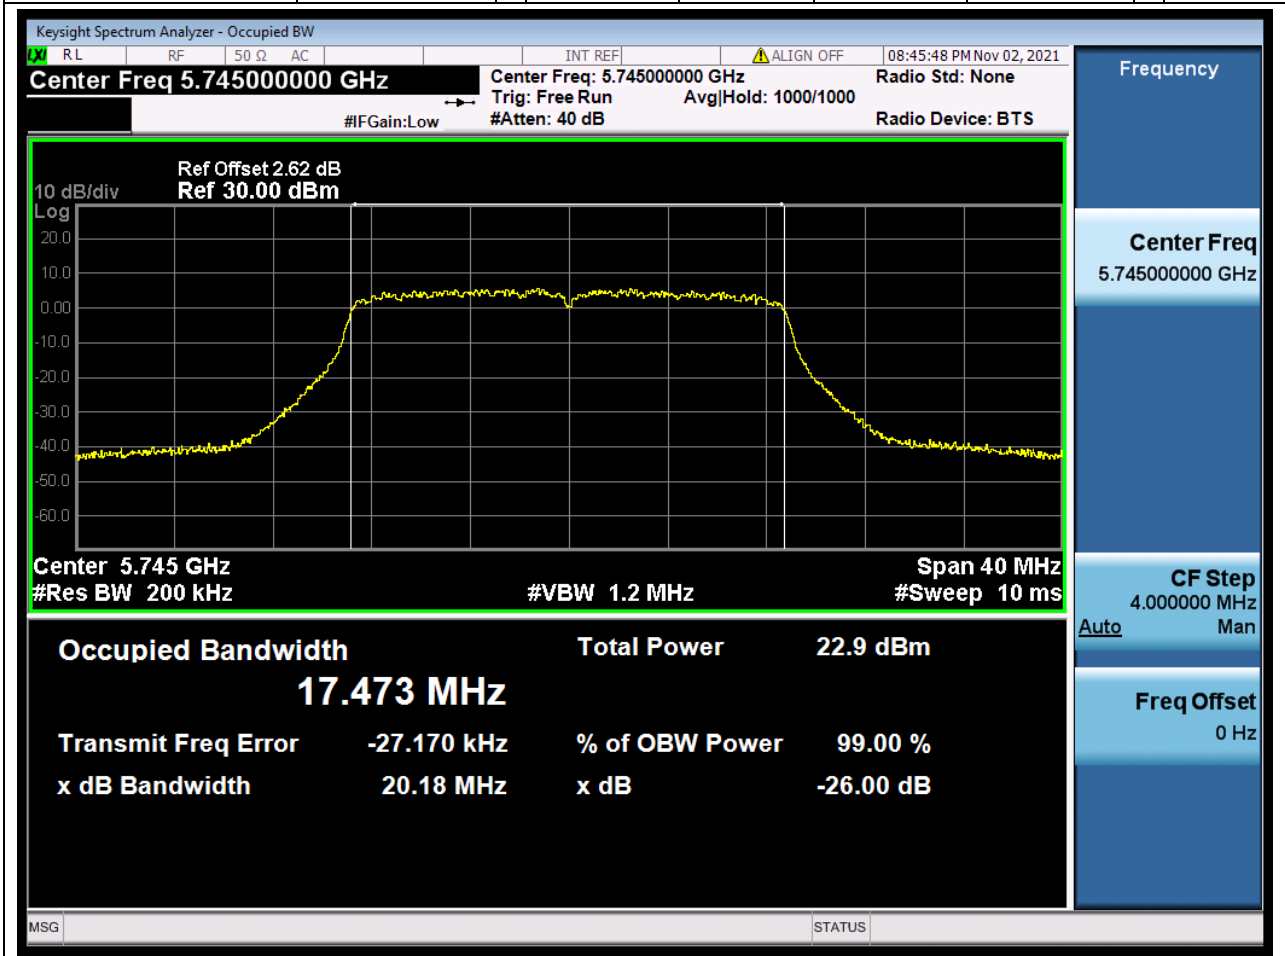 Keysight Spectrum Analyzer - Occupied BW
LXI RL RF 50 Ω AC INT REF ALIGN OFF 08:45:48 PM Nov 02, 2021
Center Freq 5.745000000 GHz
Center Freq: 5.745000000 GHz Radio Std: None
Trig: Free Run Avg|Hold: 1000/1000
#IFGain:Low #Atten: 40 dB Radio Device: BTS
Ref Offset 2.62 dB
10 dB/div Ref 30.00 dBm
Log
20.0
10.0
0.00
-10.0
-20.0
-30.0
-40.0
-50.0
-60.0
Center 5.745 GHz Span 40 MHz
#Res BW 200 kHz #VBW 1.2 MHz #Sweep 10 ms
Occupied Bandwidth Total Power 22.9 dBm
17.473 MHz
Transmit Freq Error -27.170 kHz % of OBW Power 99.00 %
x dB Bandwidth 20.18 MHz x dB -26.00 dB
Frequency
Center Freq
5.745000000 GHz
CF Step
4.000000 MHz
Auto Man
Freq Offset
0 Hz
MSG STATUS